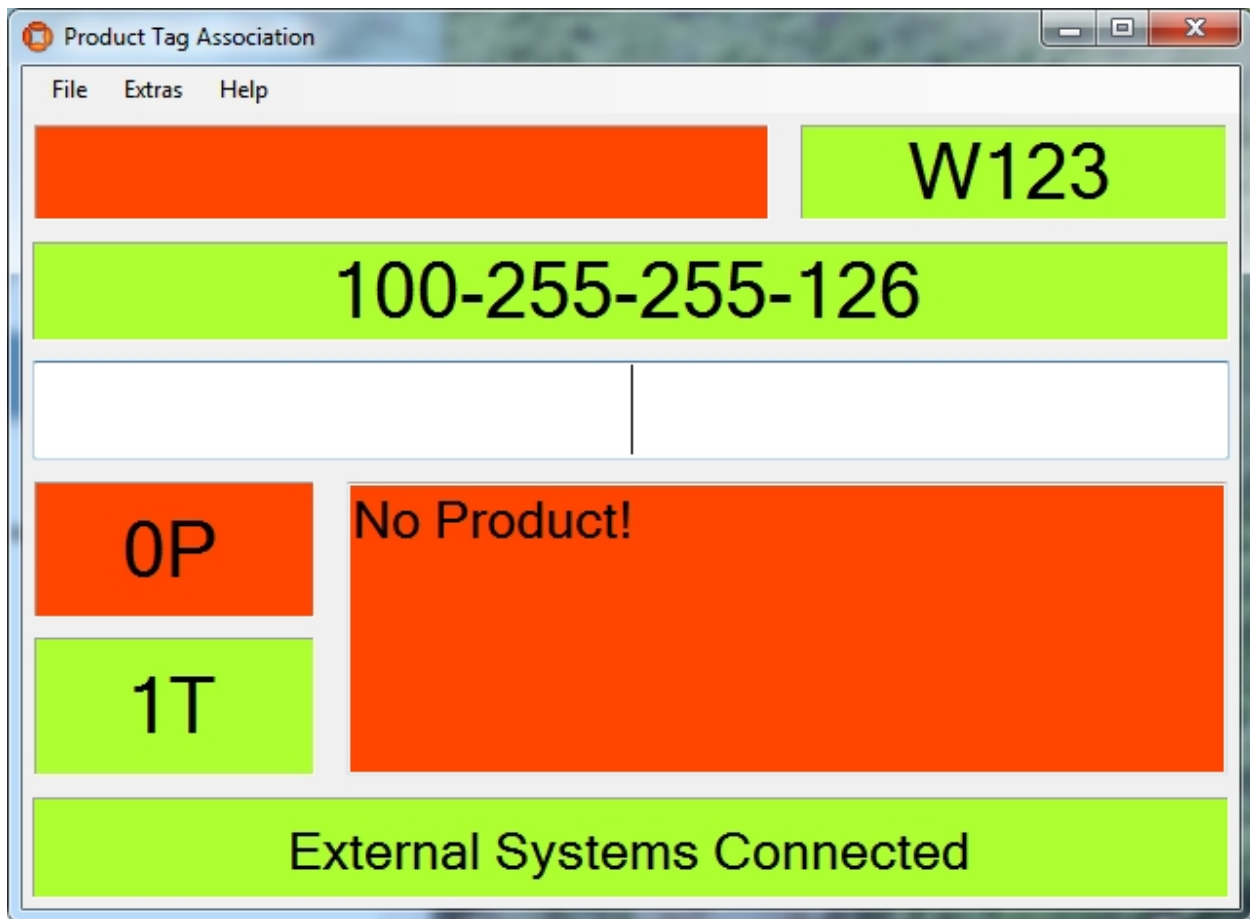 Product Tag Association
File Extras Help
W123
100-255-255-126
0P
No Product!
1T
External Systems Connected